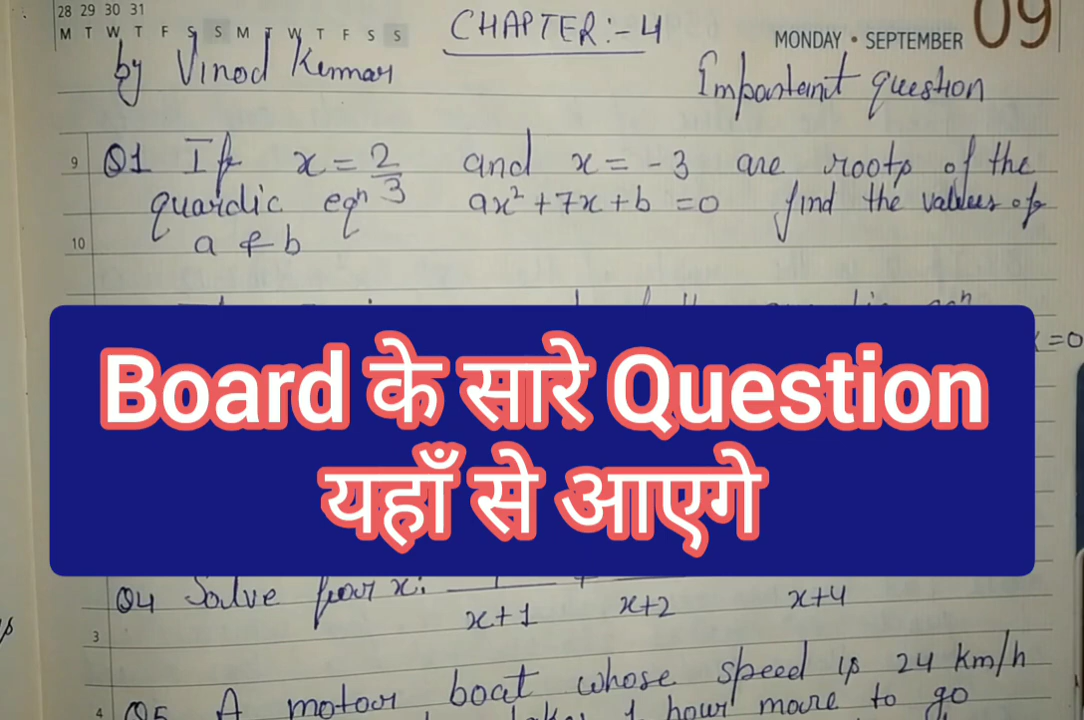 28 29 30 31
M T W T F S S M T W T F S S
CHAPTER:- 4
MONDAY • SEPTEMBER 09
by Vinod Kumar
Important question
9 Q1 If x = 2/3 and x = -3 are roots of the
quardic eqn ax² + 7x + b = 0 find the values of
10 a & b
=0
Board के सारे Question
यहाँ से आएगे
Q4 Solve for x:
x+1 x+2 x+4
3
Q5 A motor boat whose speed is 24 km/h
4
1 hour more to go